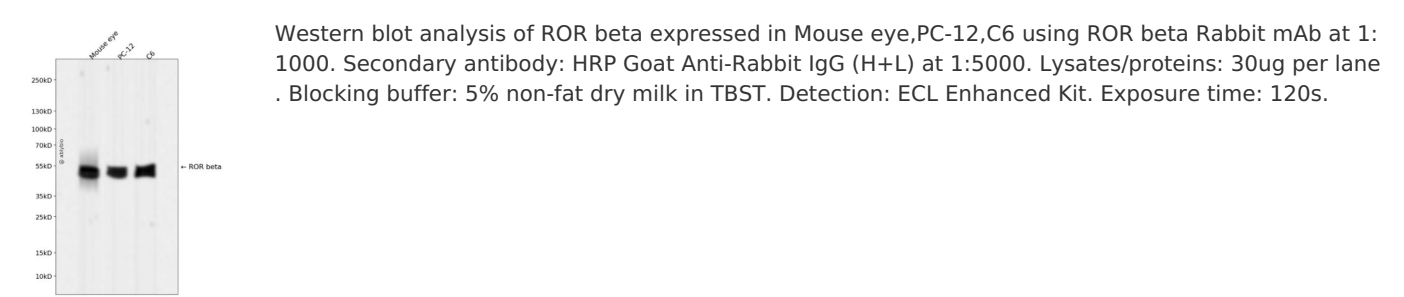 Mouse eye
PC-12
C6
250kD
130kD
100kD
70kD
55kD
35kD
25kD
15kD
10kD
← ROR beta
Western blot analysis of ROR beta expressed in Mouse eye,PC-12,C6 using ROR beta Rabbit mAb at 1:
1000. Secondary antibody: HRP Goat Anti-Rabbit IgG (H+L) at 1:5000. Lysates/proteins: 30ug per lane
. Blocking buffer: 5% non-fat dry milk in TBST. Detection: ECL Enhanced Kit. Exposure time: 120s.